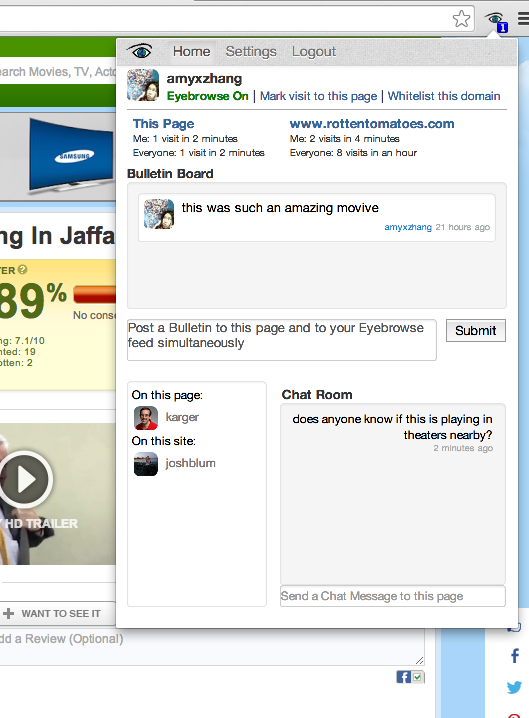 1
Home Settings Logout
earch Movies, TV, Acto
amyxzhang
Eyebrowse On | Mark visit to this page | Whitelist this domain
This Page
Me: 1 visit in 2 minutes
Everyone: 1 visit in 2 minutes
www.rottentomatoes.com
Me: 2 visits in 4 minutes
Everyone: 8 visits in an hour
SAMSUNG
Bulletin Board
this was such an amazing movive
amyxzhang 21 hours ago
ng In Jaffa
TER ?
89%
No conse
ng: 7.1/10
nted: 19
otten: 2
Post a Bulletin to this page and to your Eyebrowse
feed simultaneously
Submit
On this page:
karger
On this site:
joshblum
Chat Room
does anyone know if this is playing in
theaters nearby?
2 minutes ago
Send a Chat Message to this page
HD TRAILER
+ WANT TO SEE IT
dd a Review (Optional)